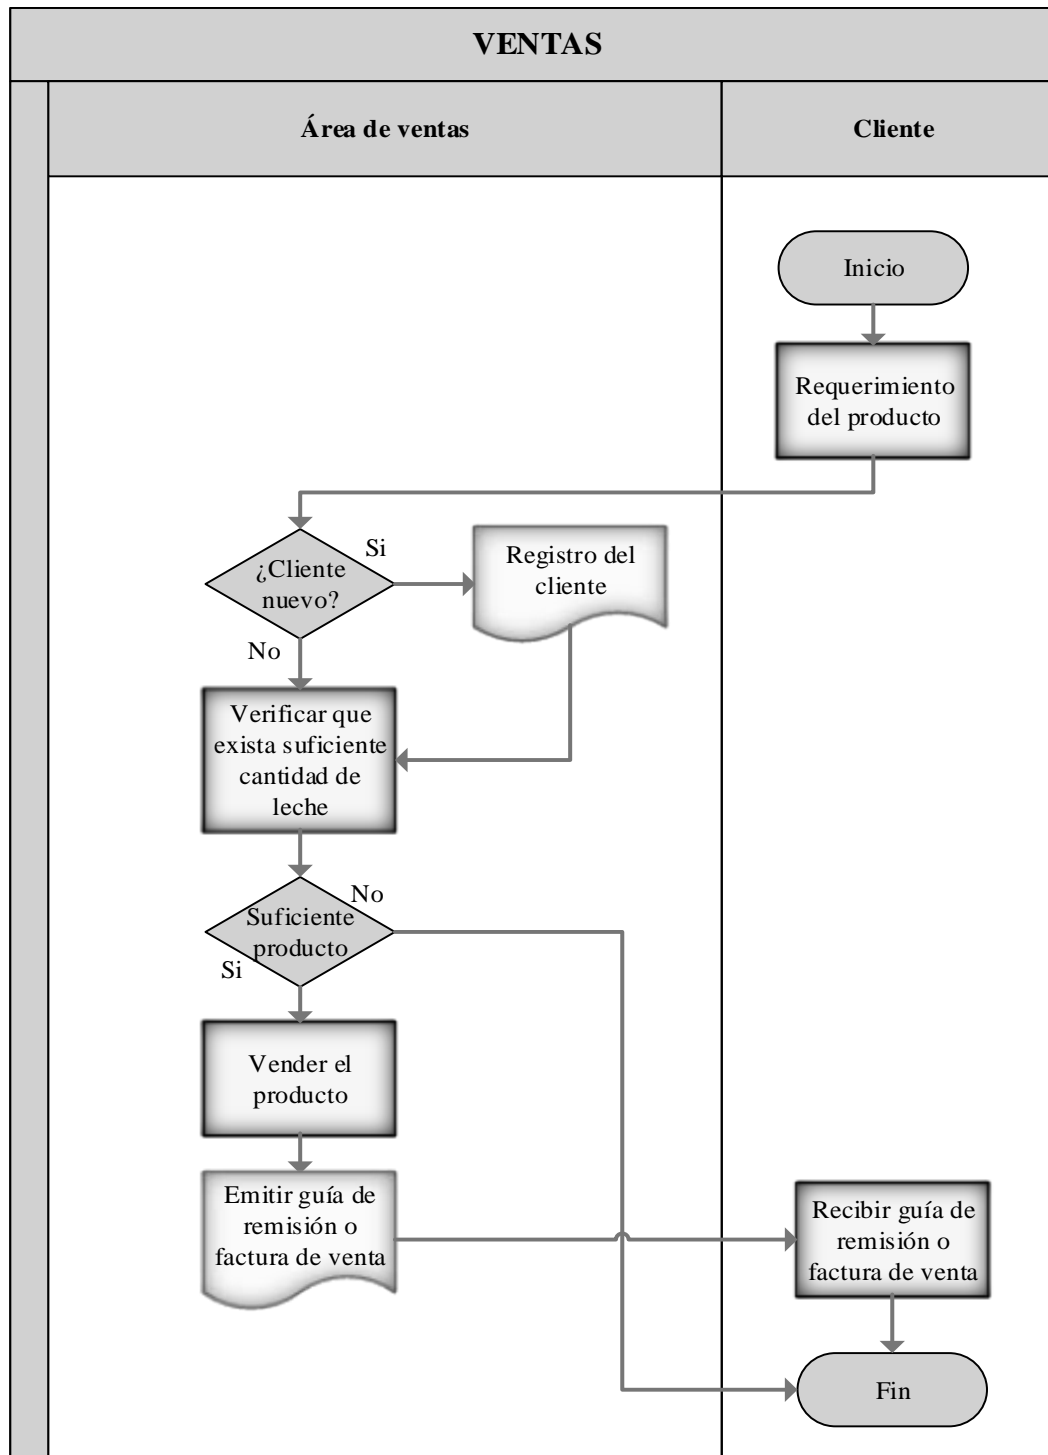 VENTAS
Área de ventas
Cliente
Inicio
Requerimiento
del producto
¿Cliente
nuevo?
Si
No
Registro del
cliente
Verificar que
exista suficiente
cantidad de
leche
Suficiente
producto
No
Si
Vender el
producto
Emitir guía de
remisión o
factura de venta
Recibir guía de
remisión o
factura de venta
Fin